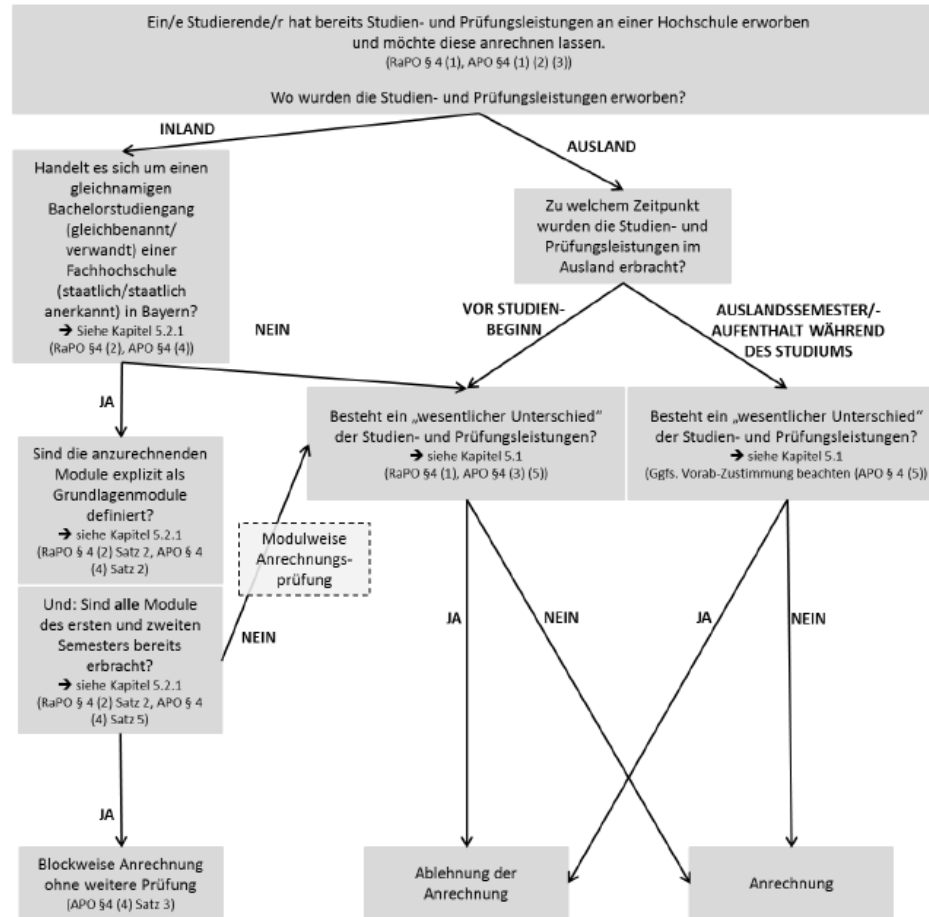 Ein/e Studierende/r hat bereits Studien- und Prüfungsleistungen an einer Hochschule erworben
und möchte diese anrechnen lassen.
(RaPO § 4 (1), APO §4 (1) (2) (3))
Wo wurden die Studien- und Prüfungsleistungen erworben?
INLAND
AUSLAND
Handelt es sich um einen
gleichnamigen
Bachelorstudiengang
(gleichbenannt/
verwandt) einer
Fachhochschule
(staatlich/staatlich
anerkannt) in Bayern?
➔ Siehe Kapitel 5.2.1
(RaPO §4 (2), APO §4 (4))
Zu welchem Zeitpunkt
wurden die Studien- und
Prüfungsleistungen im
Ausland erbracht?
NEIN
VOR STUDIEN-
BEGINN
AUSLANDSSEMESTER/-
AUFENTHALT WÄHREND
DES STUDIUMS
JA
Besteht ein „wesentlicher Unterschied“
der Studien- und Prüfungsleistungen?
➔ siehe Kapitel 5.1
(RaPO §4 (1), APO §4 (3) (5))
Besteht ein „wesentlicher Unterschied“
der Studien- und Prüfungsleistungen?
➔ siehe Kapitel 5.1
(Ggfs. Vorab-Zustimmung beachten (APO § 4 (5))
Sind die anzurechnenden
Module explizit als
Grundlagenmodule
definiert?
➔ siehe Kapitel 5.2.1
(RaPO § 4 (2) Satz 2, APO § 4
(4) Satz 2)
Modulweise
Anrechnungs-
prüfung
Und: Sind alle Module
des ersten und zweiten
Semesters bereits
erbracht?
➔ siehe Kapitel 5.2.1
(RaPO § 4 (2) Satz 2, APO § 4
(4) Satz 5)
NEIN
JA
NEIN
JA
NEIN
JA
Blockweise Anrechnung
ohne weitere Prüfung
(APO §4 (4) Satz 3)
Ablehnung der
Anrechnung
Anrechnung